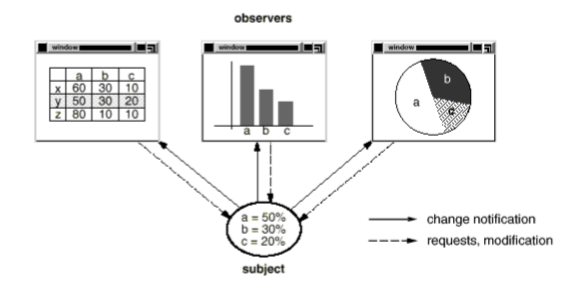 observers
window
window
window
a b c
x 60 30 10
y 50 30 20
z 80 10 10
a b c
a
b
c
a = 50%
b = 30%
c = 20%
subject
change notification
requests, modification